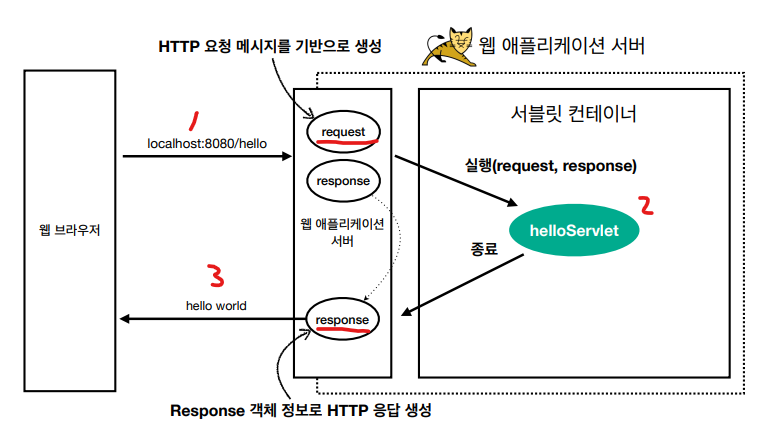 HTTP 요청 메시지를 기반으로 생성
웹 애플리케이션 서버
서블릿 컨테이너
1
localhost:8080/hello
request
실행(request, response)
response
2
helloServlet
웹 브라우저
웹 애플리케이션
서버
종료
3
hello world
response
Response 객체 정보로 HTTP 응답 생성